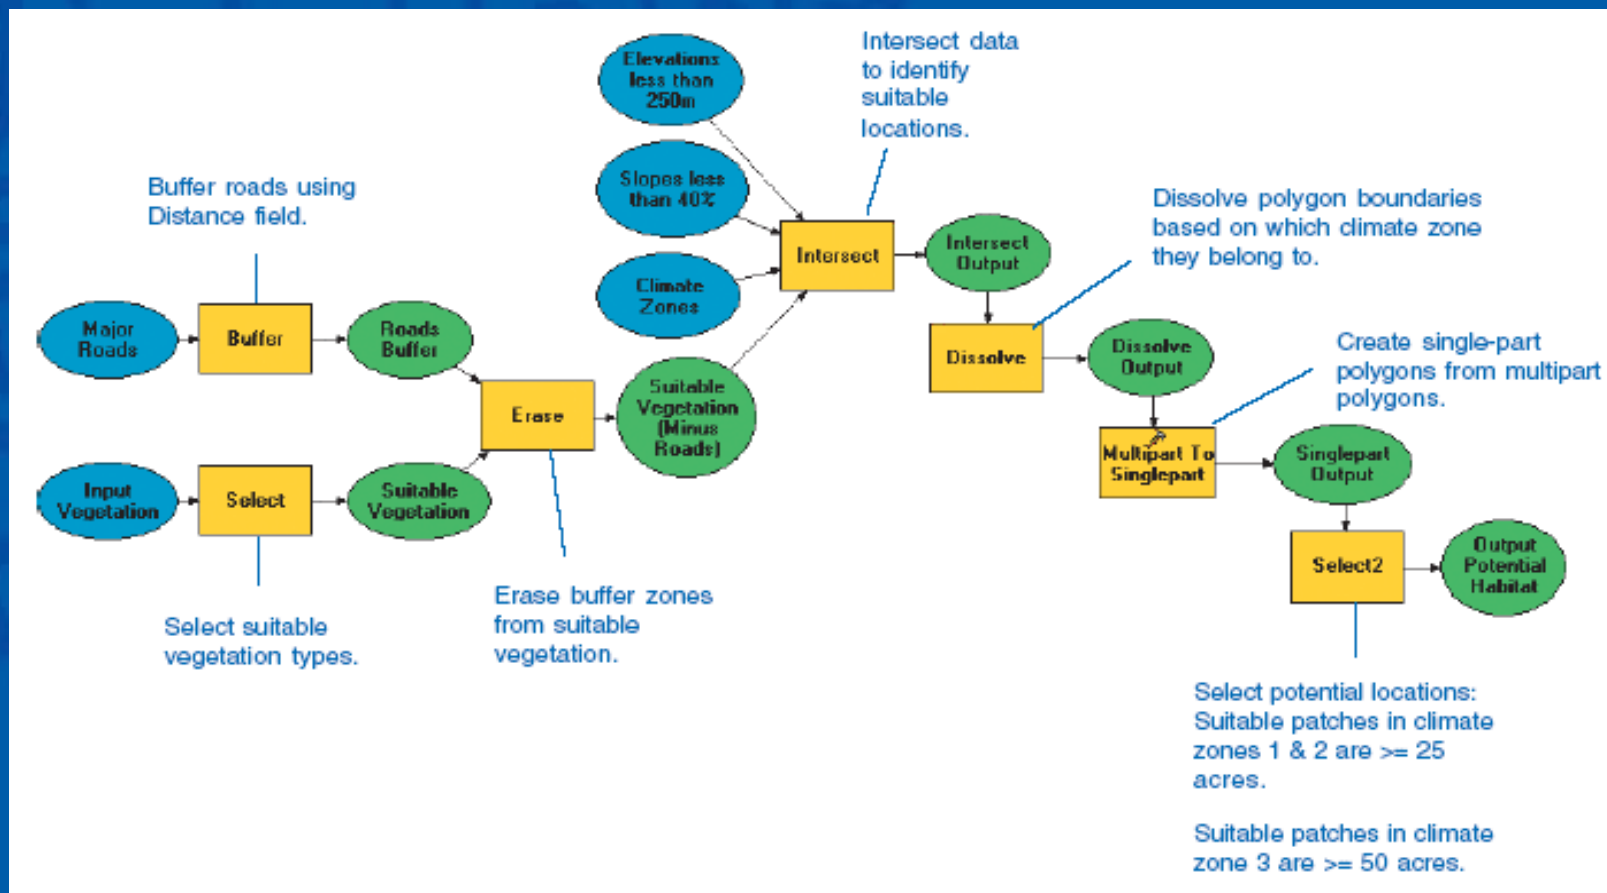 Elevations
less than
250m
Intersect data
to identify
suitable
locations.
Slopes less
than 40%
Buffer roads using
Distance field.
Dissolve polygon boundaries
based on which climate zone
they belong to.
Intersect
Intersect
Output
Climate
Zones
Major
Roads
Buffer
Roads
Buffer
Dissolve
Dissolve
Output
Create single-part
polygons from multipart
polygons.
Erase
Suitable
Vegetation
(Minus
Roads)
Multipart To
Singlepart
Singlepart
Output
Input
Vegetation
Select
Suitable
Vegetation
Select2
Output
Potential
Habitat
Select suitable
vegetation types.
Erase buffer zones
from suitable
vegetation.
Select potential locations:
Suitable patches in climate
zones 1 & 2 are >= 25
acres.
Suitable patches in climate
zone 3 are >= 50 acres.